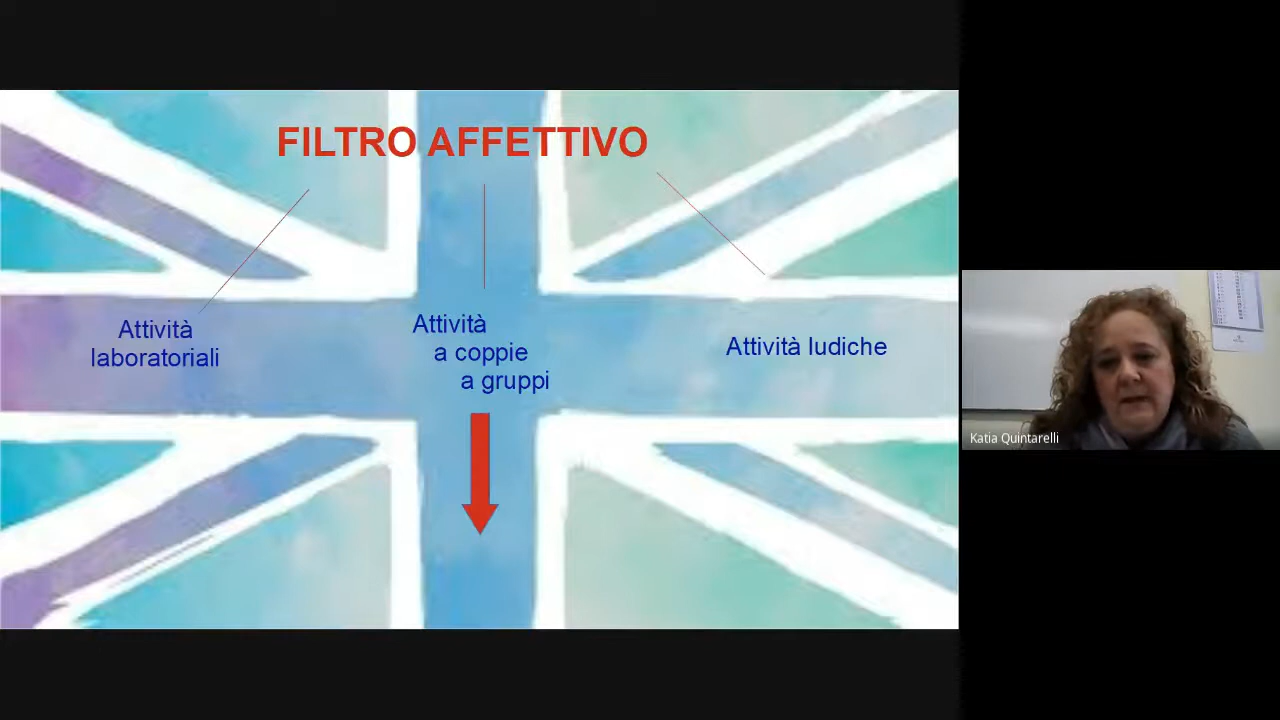 FILTRO AFFETTIVO
Attività
laboratoriali
Attività
a coppie
a gruppi
Attività ludiche
Katia Quintarelli